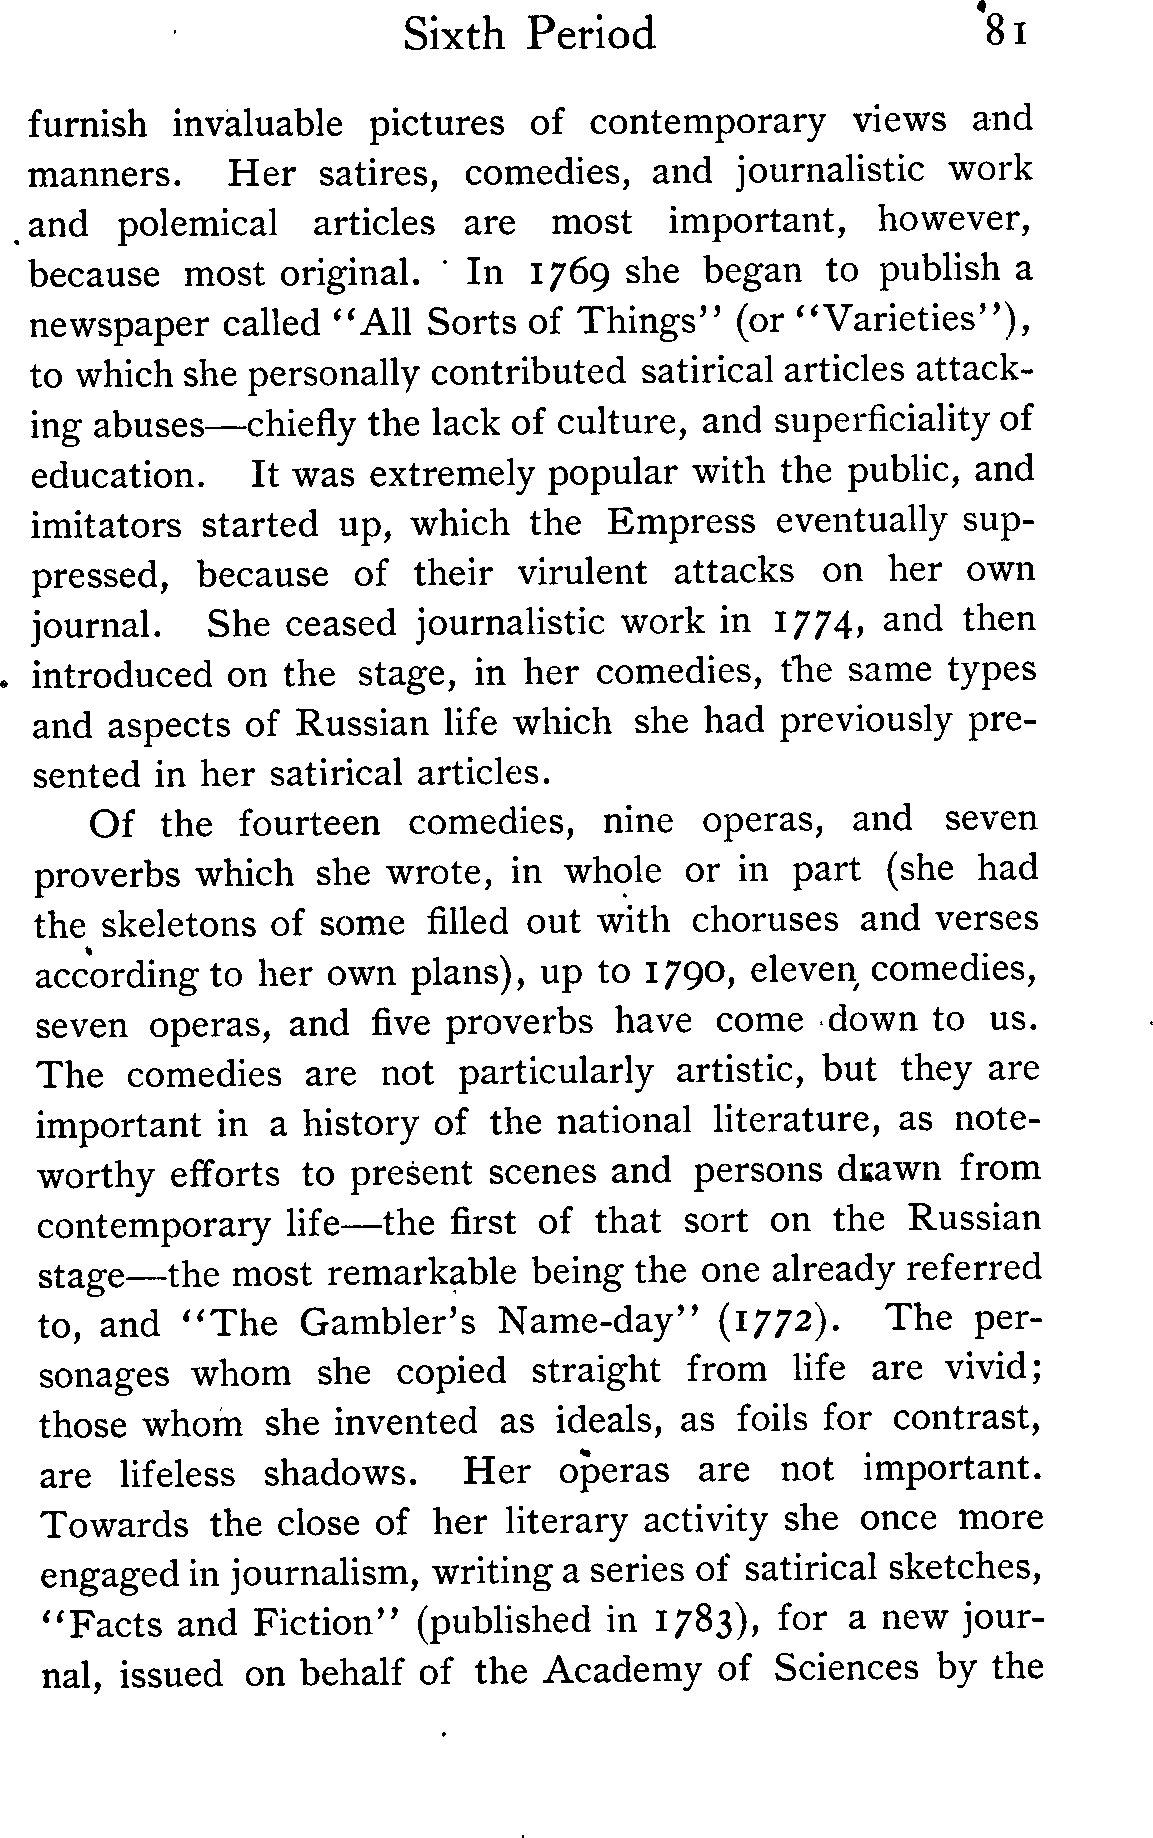 Sixth Period 81
furnish invaluable pictures of contemporary views and
manners. Her satires, comedies, and journalistic work
and polemical articles are most important, however,
because most original. In 1769 she began to publish a
newspaper called "All Sorts of Things" (or "Varieties"),
to which she personally contributed satirical articles attack-
ing abuses—chiefly the lack of culture, and superficiality of
education. It was extremely popular with the public, and
imitators started up, which the Empress eventually sup-
pressed, because of their virulent attacks on her own
journal. She ceased journalistic work in 1774, and then
introduced on the stage, in her comedies, the same types
and aspects of Russian life which she had previously pre-
sented in her satirical articles.
Of the fourteen comedies, nine operas, and seven
proverbs which she wrote, in whole or in part (she had
the skeletons of some filled out with choruses and verses
according to her own plans), up to 1790, eleven comedies,
seven operas, and five proverbs have come down to us.
The comedies are not particularly artistic, but they are
important in a history of the national literature, as note-
worthy efforts to present scenes and persons drawn from
contemporary life—the first of that sort on the Russian
stage—the most remarkable being the one already referred
to, and "The Gambler's Name-day" (1772). The per-
sonages whom she copied straight from life are vivid;
those whom she invented as ideals, as foils for contrast,
are lifeless shadows. Her operas are not important.
Towards the close of her literary activity she once more
engaged in journalism, writing a series of satirical sketches,
"Facts and Fiction" (published in 1783), for a new jour-
nal, issued on behalf of the Academy of Sciences by the